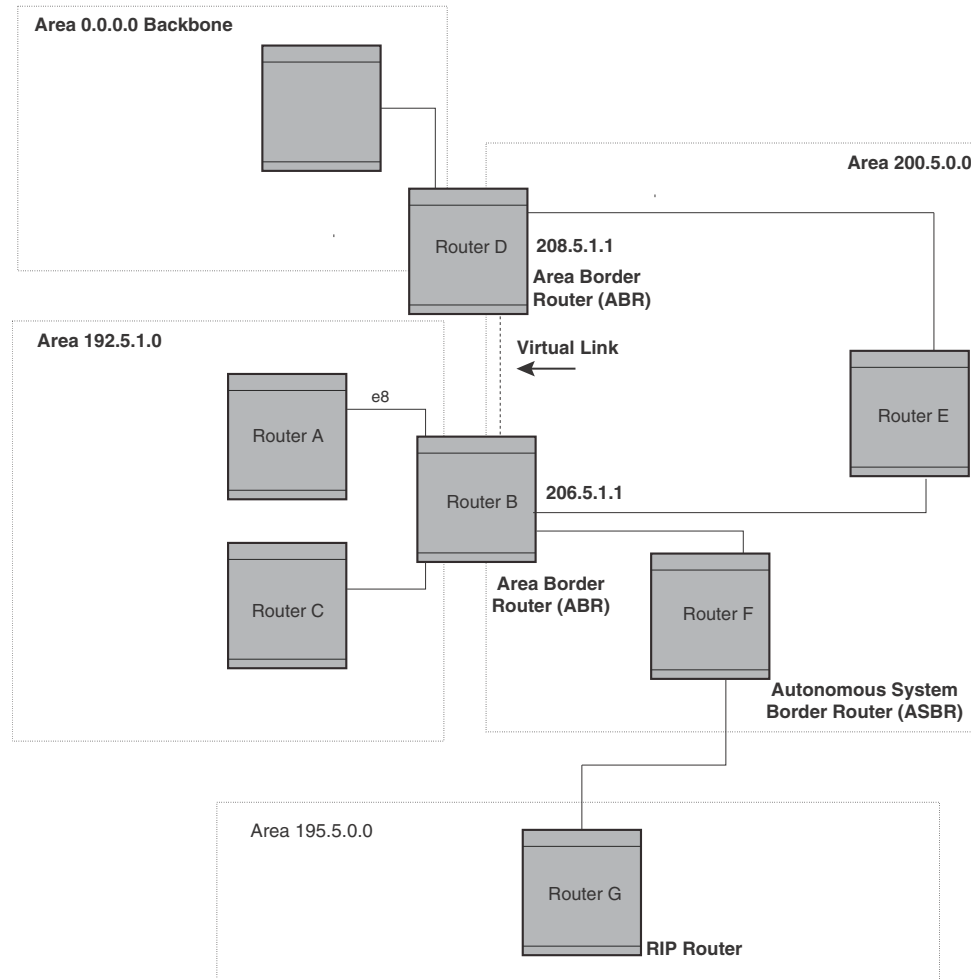 Area 0.0.0.0 Backbone
Area 200.5.0.0
Router D
208.5.1.1
Area Border
Router (ABR)
Area 192.5.1.0
Virtual Link
e8
Router A
Router E
Router B
206.5.1.1
Area Border
Router (ABR)
Router C
Router F
Autonomous System
Border Router (ASBR)
Area 195.5.0.0
Router G
RIP Router